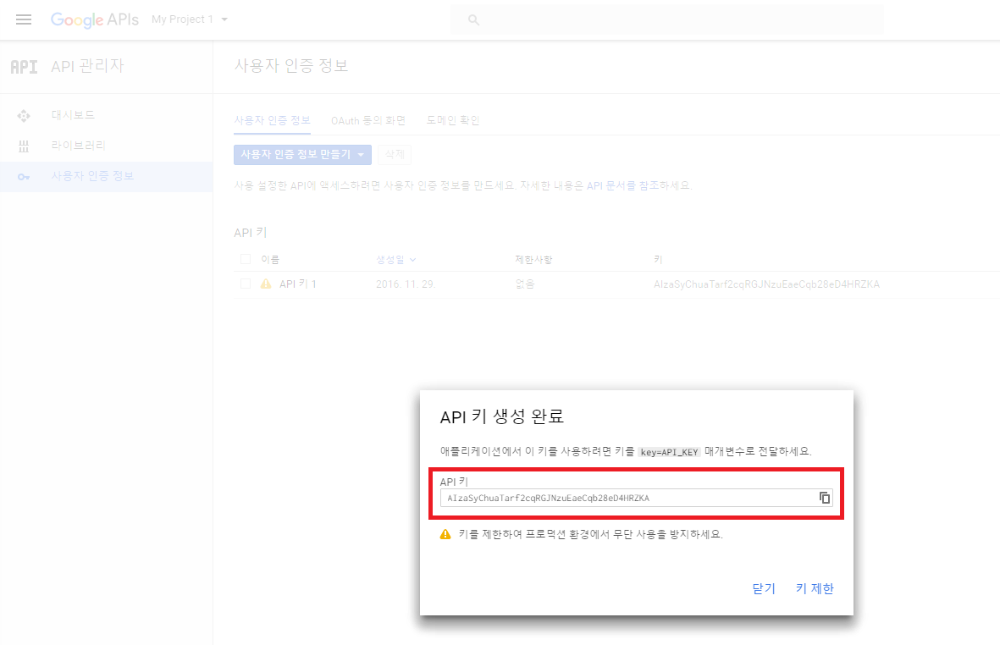 Google APIs My Project 1
API API 관리자
사용자 인증 정보
대시보드
라이브러리
사용자 인증 정보
사용자 인증 정보 OAuth 동의 화면 도메인 확인
사용자 인증 정보 만들기 삭제
사용 설정한 API에 액세스하려면 사용자 인증 정보를 만드세요. 자세한 내용은 API 문서를 참조하세요.
API 키
이름 생성일 제한사항 키
API 키 1 2016. 11. 29. 없음 AIzaSyChuaTarf2cqRGJNzuEaeCqb28eD4HRZKA
API 키 생성 완료
애플리케이션에서 이 키를 사용하려면 키를 key=API_KEY 매개변수로 전달하세요.
API 키
AIzaSyChuaTarf2cqRGJNzuEaeCqb28eD4HRZKA
키를 제한하여 프로덕션 환경에서 무단 사용을 방지하세요.
닫기 키 제한